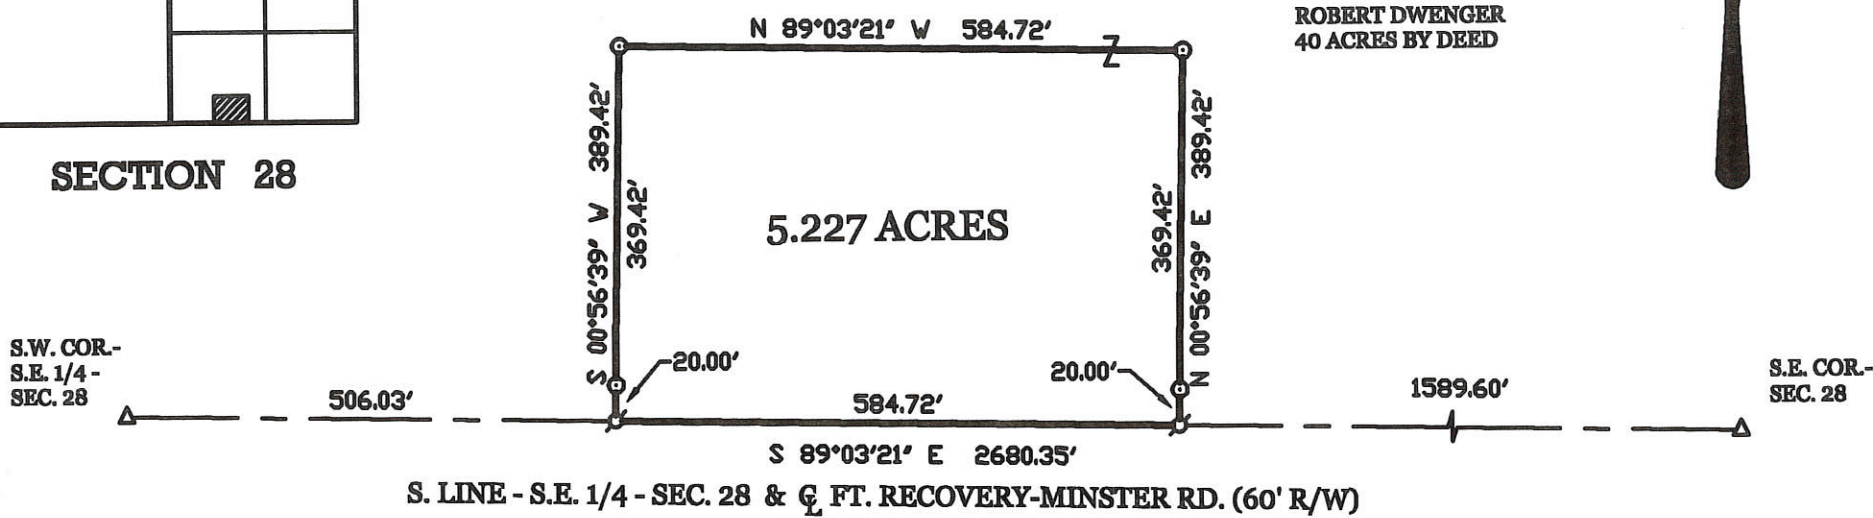 N 89°03'21" W 584.72'
ROBERT DWENGER
40 ACRES BY DEED
Z
SECTION 28
S 00°56'39" W 389.42'
369.42'
5.227 ACRES
369.42'
N 00°56'39" E 389.42'
20.00'
20.00'
S.W. COR.-
S.E. 1/4 -
SEC. 28
506.03'
584.72'
1589.60'
S.E. COR.-
SEC. 28
S 89°03'21" E 2680.35'
S. LINE - S.E. 1/4 - SEC. 28 & ℄ FT. RECOVERY-MINSTER RD. (60' R/W)